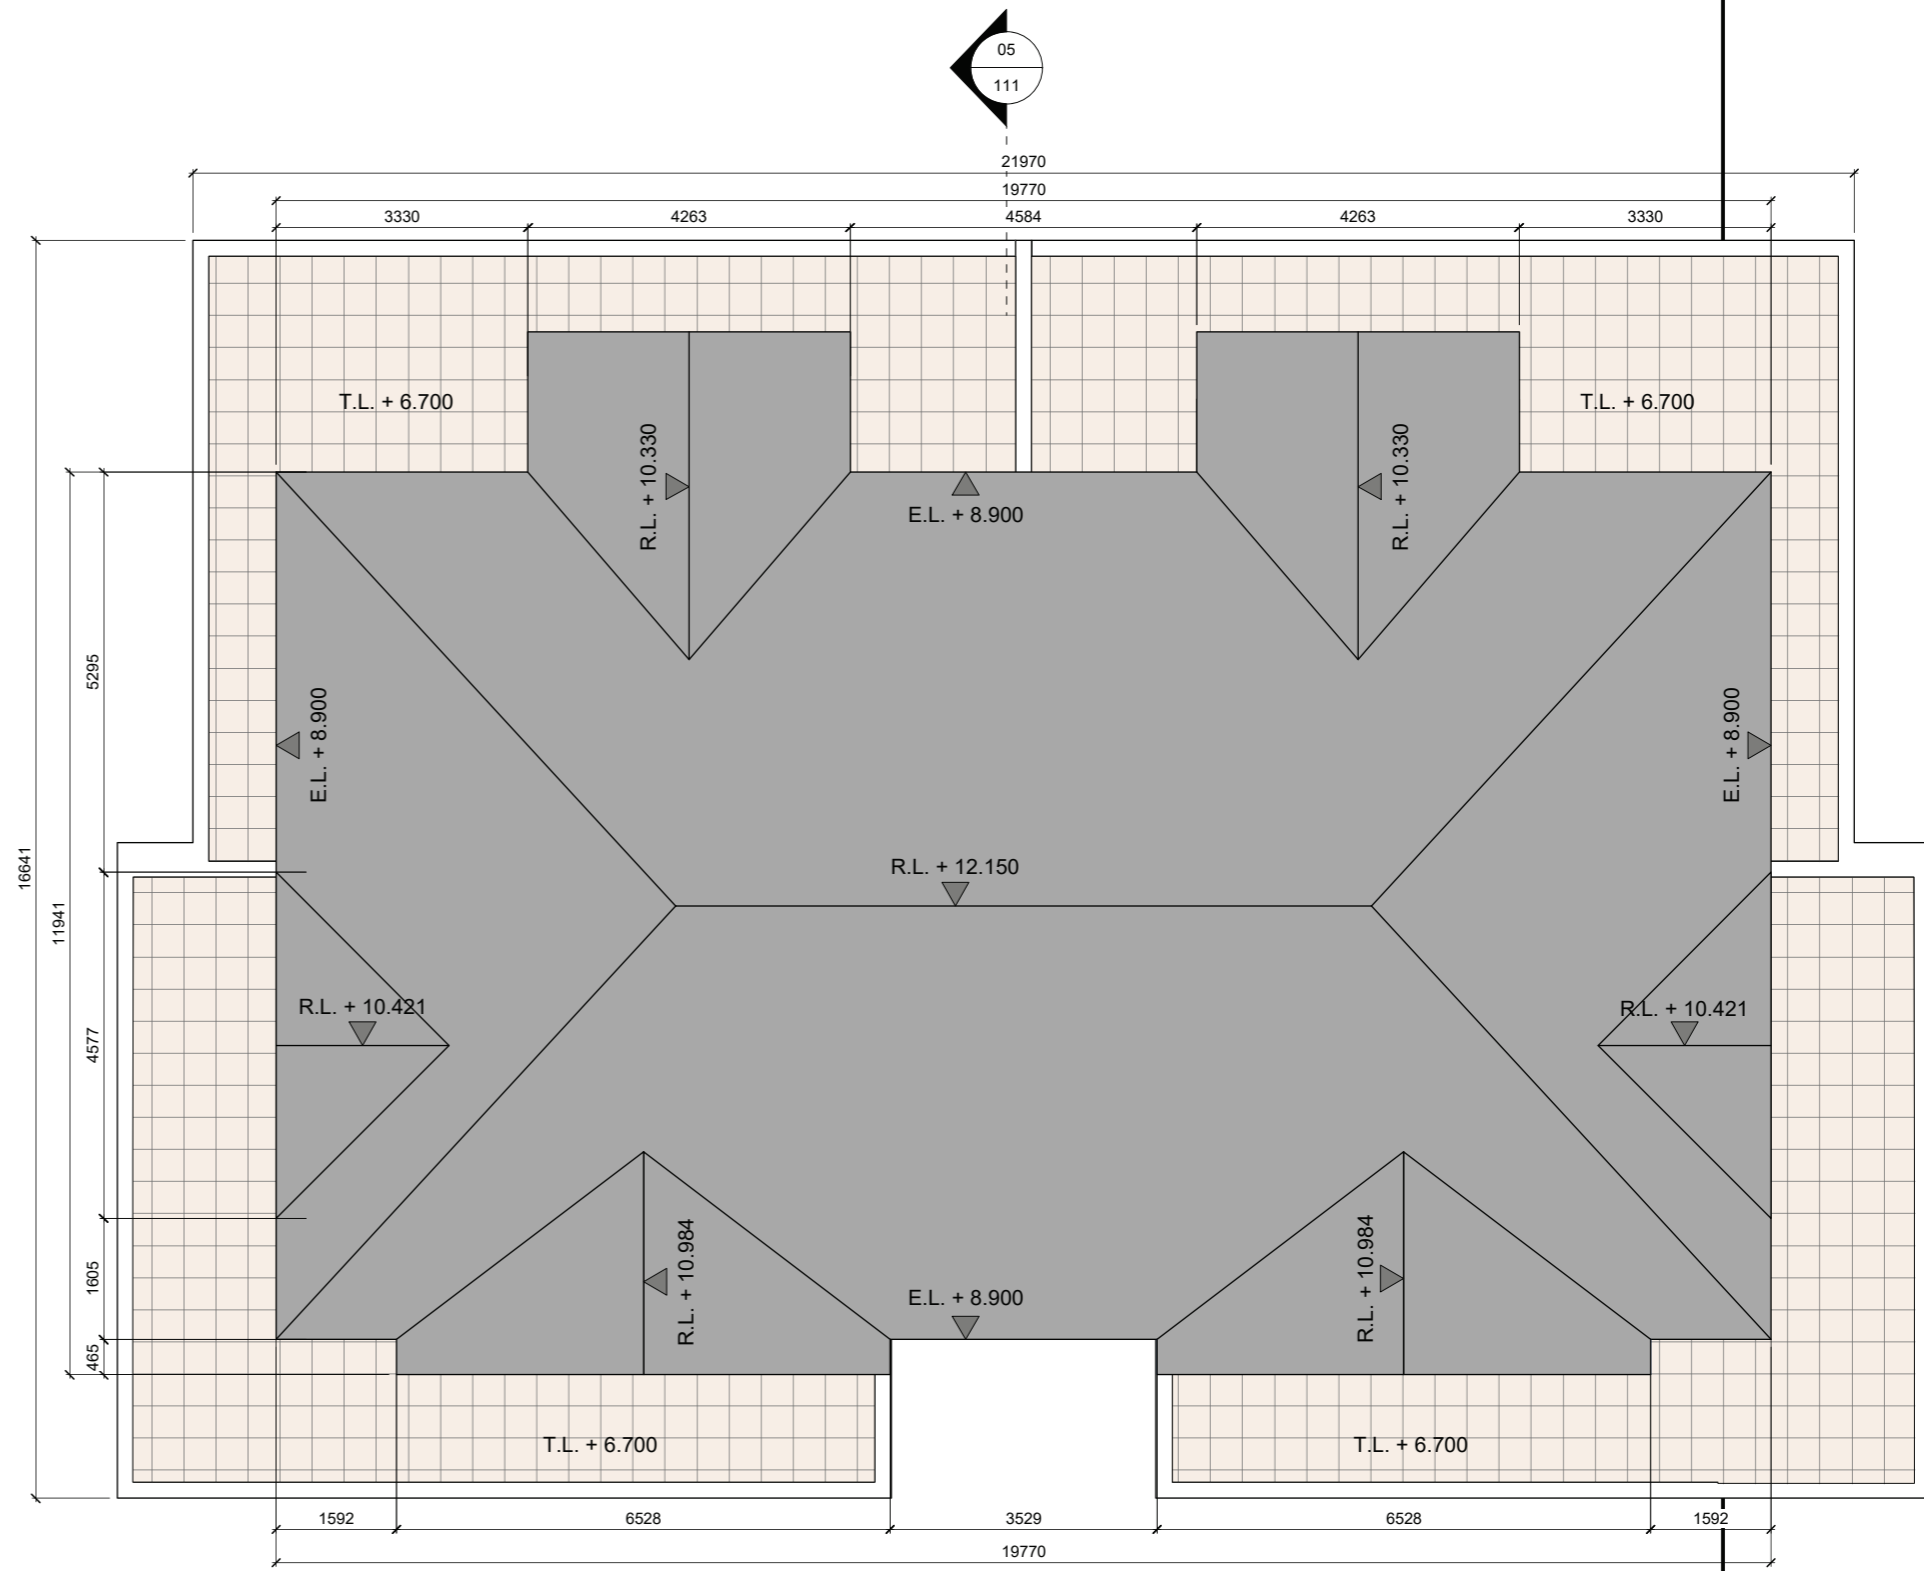 05
111
21970
19770
3330 4263 4584 4263 3330
T.L. + 6.700
T.L. + 6.700
R.L. + 10.330
R.L. + 10.330
E.L. + 8.900
5295
E.L. + 8.900
E.L. + 8.900
R.L. + 12.150
16641
11941
R.L. + 10.421
R.L. + 10.421
4577
1605
R.L. + 10.984
R.L. + 10.984
E.L. + 8.900
465
T.L. + 6.700
T.L. + 6.700
1592 6528 3529 6528 1592
19770